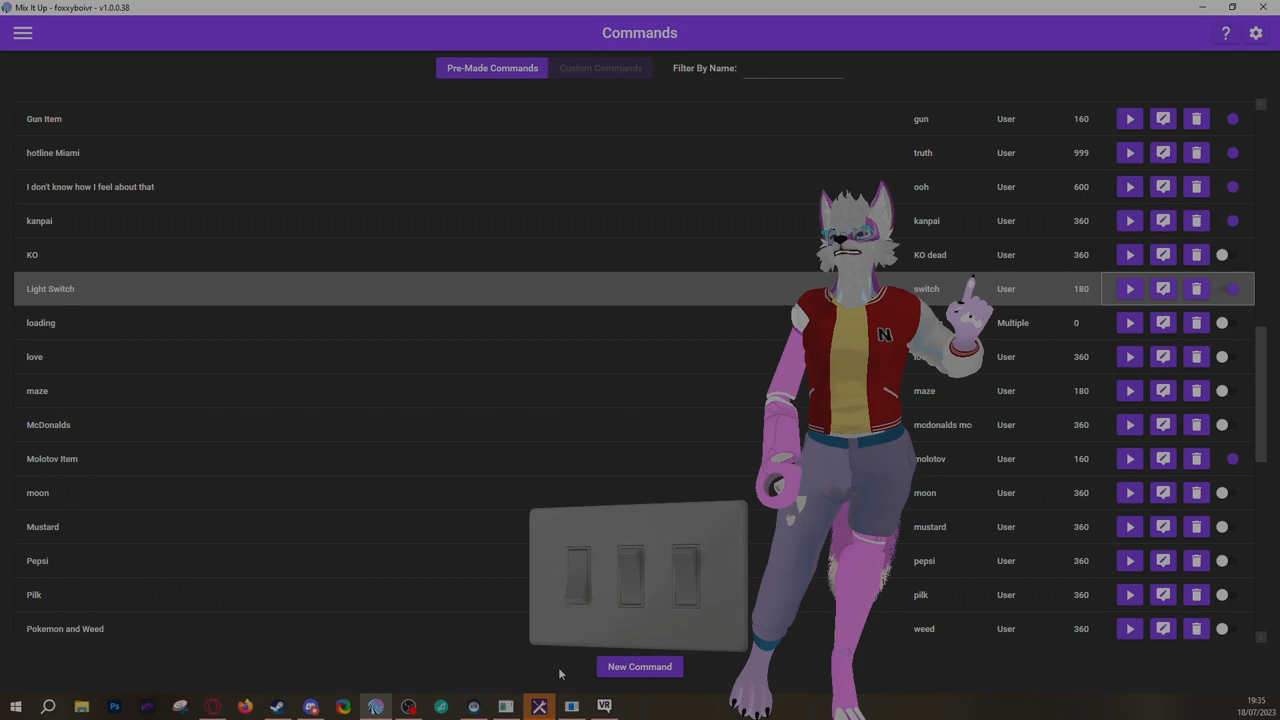 Mix It Up - foxxyboivr - v1.0.0.38
Commands
?
Pre-Made Commands Custom Commands Filter By Name:
Gun Item gun User 160
hotline Miami truth User 999
I don't know how I feel about that ooh User 600
kanpai kanpai User 360
KO KO dead User 360
Light Switch switch User 180
loading Multiple 0
love User 360
maze maze User 180
McDonalds mcdonalds mc User 360
Molotov Item molotov User 160
moon moon User 360
Mustard mustard User 360
Pepsi pepsi User 360
Pilk pilk User 360
Pokemon and Weed weed User 360
N
New Command
Ps
VR
19:35
18/07/2023